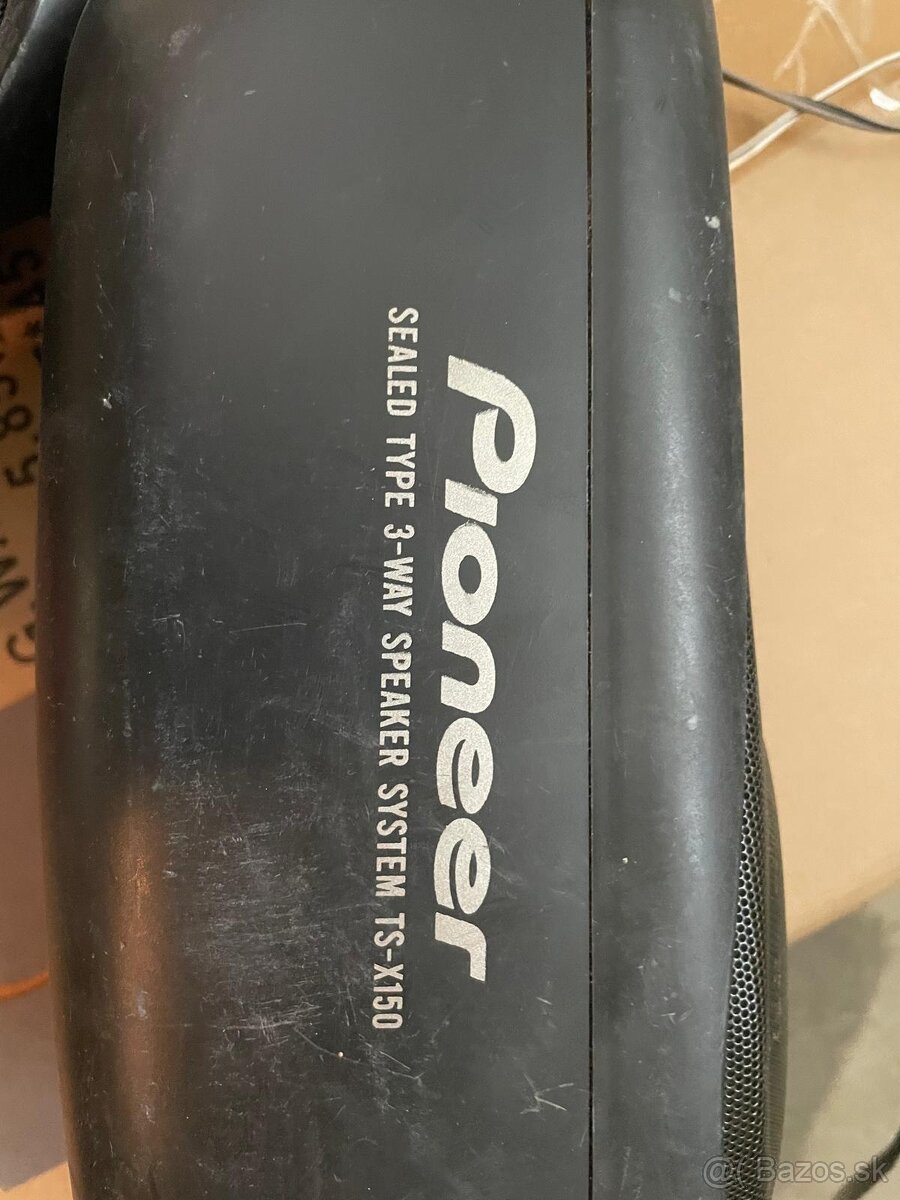 Pioneer
SEALED TYPE 3-WAY SPEAKER SYSTEM TS-X150
@ Bazos.sk